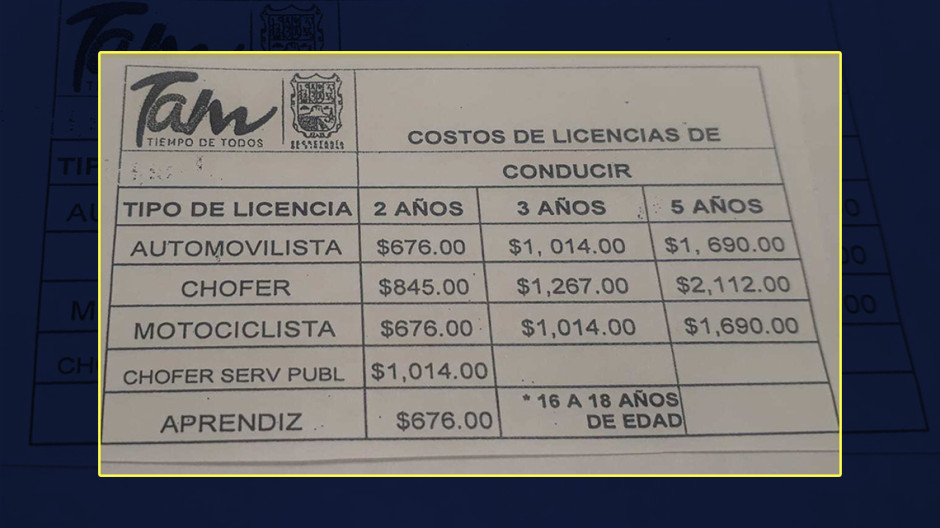 Tam
TIEMPO DE TODOS
COSTOS DE LICENCIAS DE
CONDUCIR
TIPO DE LICENCIA 2 AÑOS 3 AÑOS 5 AÑOS
AUTOMOVILISTA $676.00 $1, 014.00 $1, 690.00
CHOFER $845.00 $1,267.00 $2,112.00
MOTOCICLISTA $676.00 $1,014.00 $1,690.00
CHOFER SERV PUBL $1,014.00
APRENDIZ $676.00 * 16 A 18 AÑOS
DE EDAD